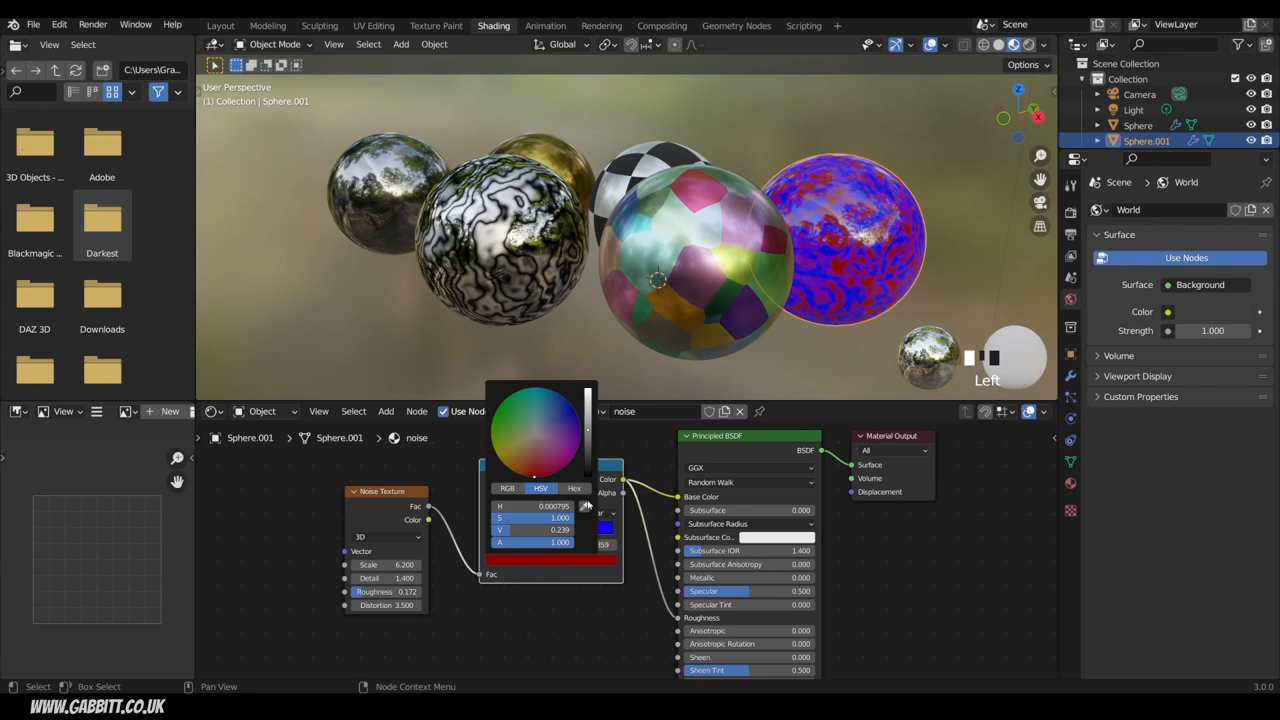 File Edit Render Window Help Layout Modeling Sculpting UV Editing Texture Paint Shading Animation Rendering Compositing Geometry Nodes Scripting + Scene ViewLayer
View Select Object Mode View Select Add Object Global
C:\Users\Gra... Options Scene Collection
User Perspective Collection
(1) Collection | Sphere.001 Z Y X Camera
Light
Sphere
Sphere.001
3D Objects - ... Adobe Scene World
World
Surface
Blackmagic ... Darkest Use Nodes
Surface Background
Color
DAZ 3D Downloads Strength 1.000
Volume
Viewport Display
Left Custom Properties
View New Object View Select Add Node Use Nod noise
Sphere.001 Sphere.001 noise Principled BSDF Material Output
BSDF All
GGX Surface
Color Random Walk Volume
Noise Texture RGB HSV Hex Alpha Base Color Displacement
Fac H 0.000795 Subsurface 0.000
Color S 1.000 Subsurface Radius
V 0.239 Subsurface Co...
3D A 1.000 Subsurface IOR 1.400
Vector Subsurface Anisotropy 0.000
Scale 6.200 Fac Metallic 0.000
Detail 1.400 Specular 0.500
Roughness 0.172 Specular Tint 0.000
Distortion 3.500 Roughness
Anisotropic 0.000
Anisotropic Rotation 0.000
Sheen 0.000
Sheen Tint 0.500
Select Box Select Pan View Node Context Menu 3.0.0
WWW.GABBITT.CO.UK